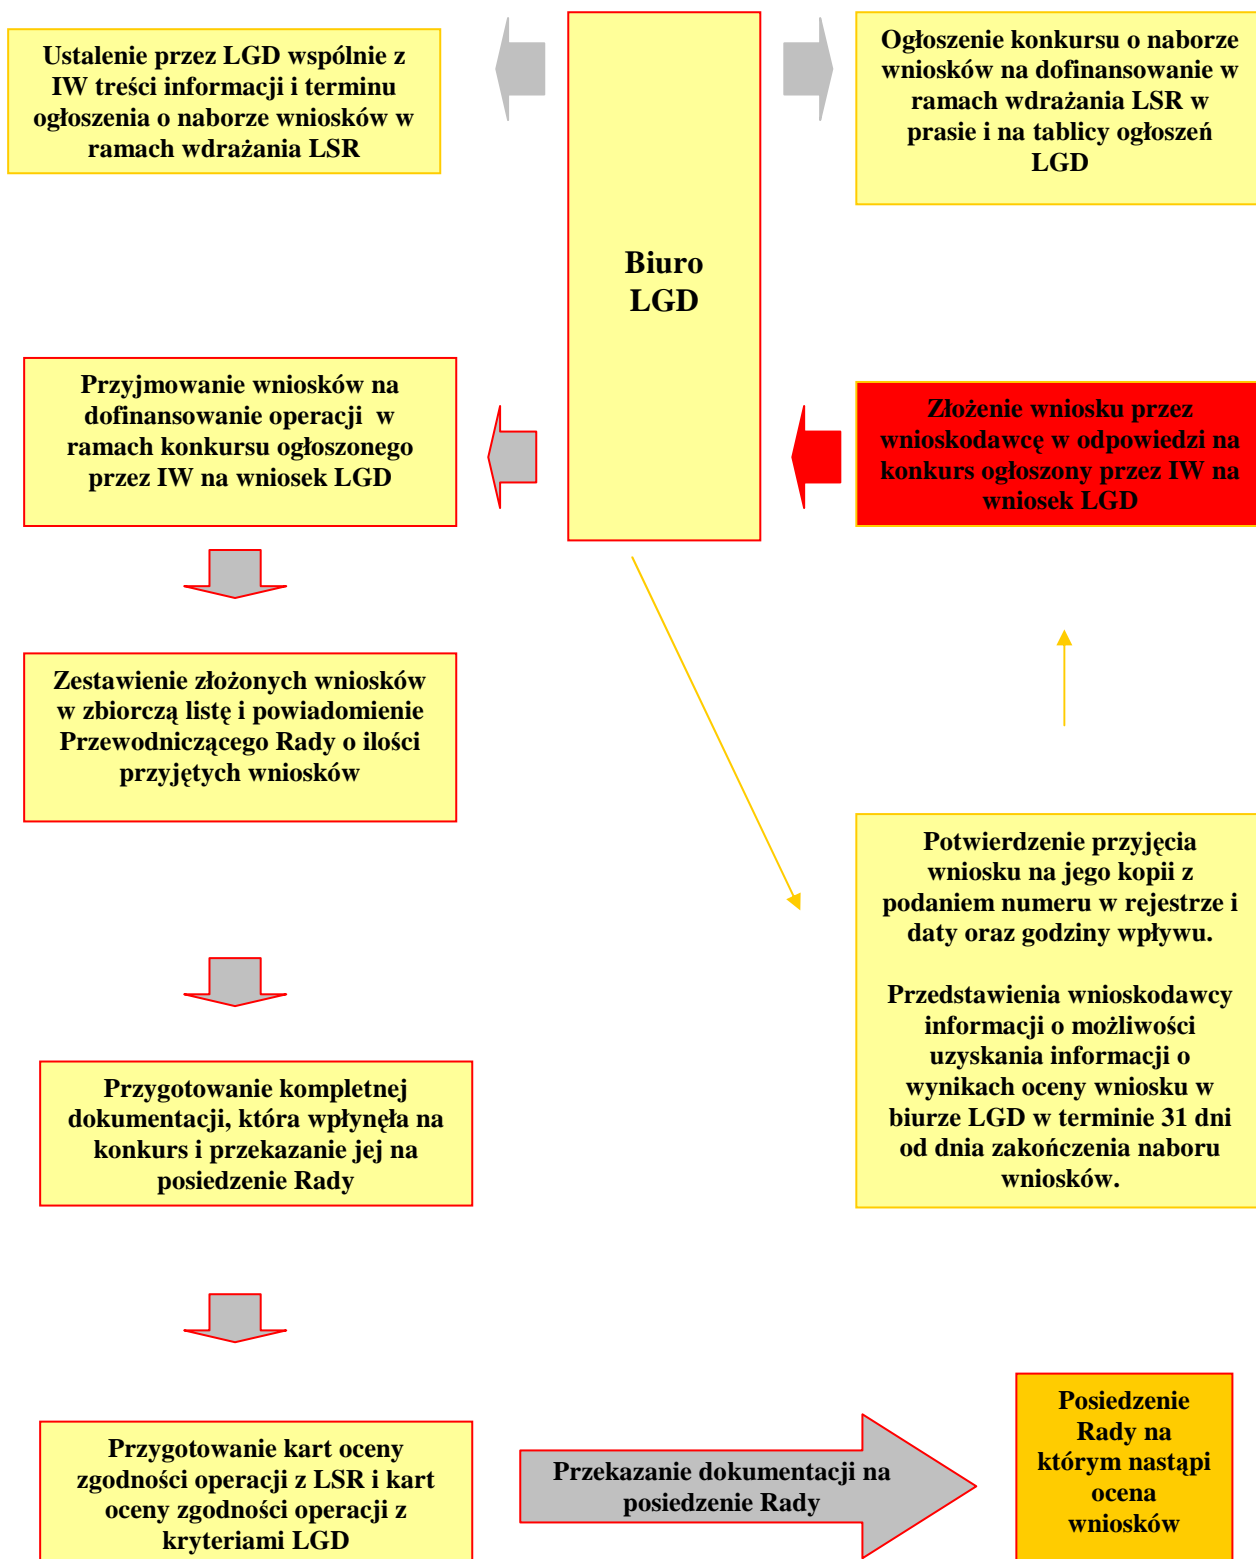 Ustalenie przez LGD wspólnie z
IW treści informacji i terminu
ogłoszenia o naborze wniosków w
ramach wdrażania LSR
Ogłoszenie konkursu o naborze
wniosków na dofinansowanie w
ramach wdrażania LSR w
prasie i na tablicy ogłoszeń
LGD
Biuro
LGD
Przyjmowanie wniosków na
dofinansowanie operacji w
ramach konkursu ogłoszonego
przez IW na wniosek LGD
Złożenie wniosku przez
wnioskodawcę w odpowiedzi na
konkurs ogłoszony przez IW na
wniosek LGD
Zestawienie złożonych wniosków
w zbiorczą listę i powiadomienie
Przewodniczącego Rady o ilości
przyjętych wniosków
Potwierdzenie przyjęcia
wniosku na jego kopii z
podaniem numeru w rejestrze i
daty oraz godziny wpływu.
Przedstawienia wnioskodawcy
informacji o możliwości
uzyskania informacji o
wynikach oceny wniosku w
biurze LGD w terminie 31 dni
od dnia zakończenia naboru
wniosków.
Przygotowanie kompletnej
dokumentacji, która wpłynęła na
konkurs i przekazanie jej na
posiedzenie Rady
Przygotowanie kart oceny
zgodności operacji z LSR i kart
oceny zgodności operacji z
kryteriami LGD
Przekazanie dokumentacji na
posiedzenie Rady
Posiedzenie
Rady na
którym nastąpi
ocena
wniosków